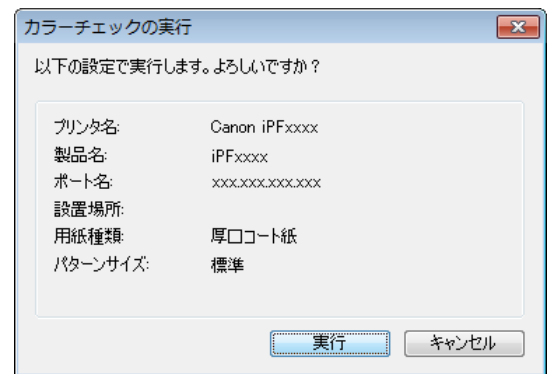 カラーチェックの実行
以下の設定で実行します。よろしいですか？
プリンタ名: Canon iPFxxxx
製品名: iPFxxxx
ポート名: xxx.xxx.xxx.xxx
設置場所:
用紙種類: 厚口コート紙
パターンサイズ: 標準
実行 キャンセル